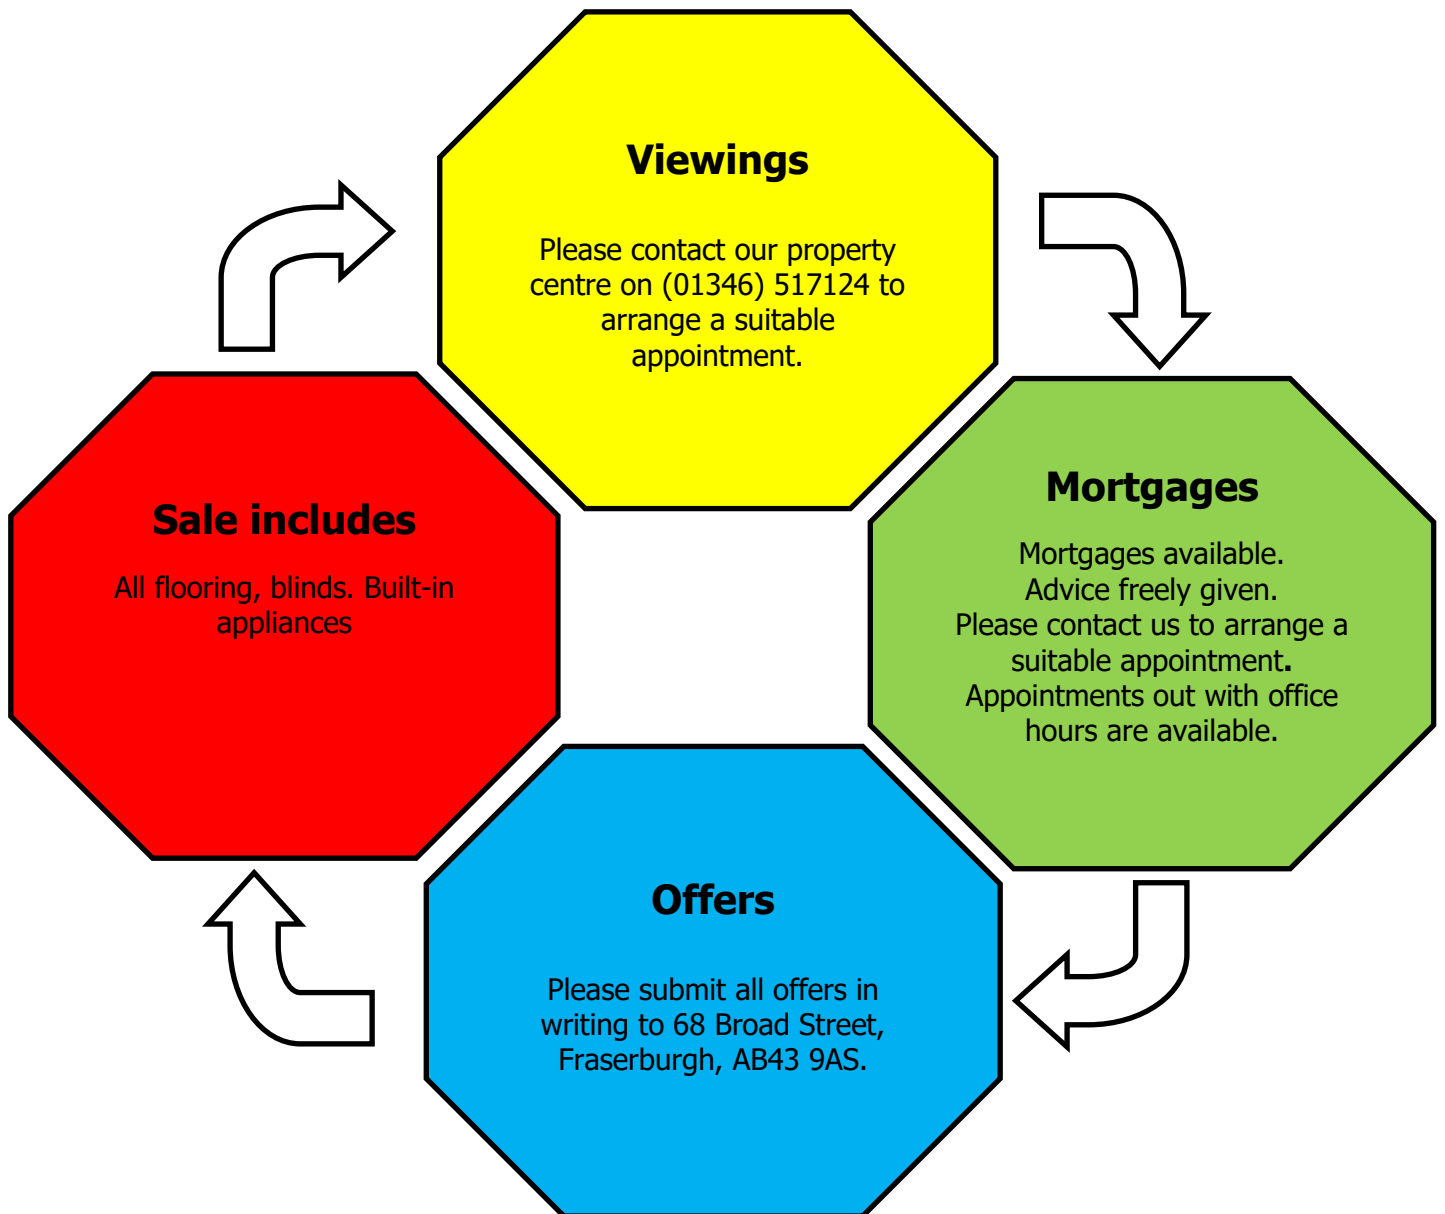 Viewings
Please contact our property
centre on (01346) 517124 to
arrange a suitable
appointment.
Mortgages
Mortgages available.
Advice freely given.
Please contact us to arrange a
suitable appointment.
Appointments out with office
hours are available.
Offers
Please submit all offers in
writing to 68 Broad Street,
Fraserburgh, AB43 9AS.
Sale includes
All flooring, blinds. Built-in
appliances